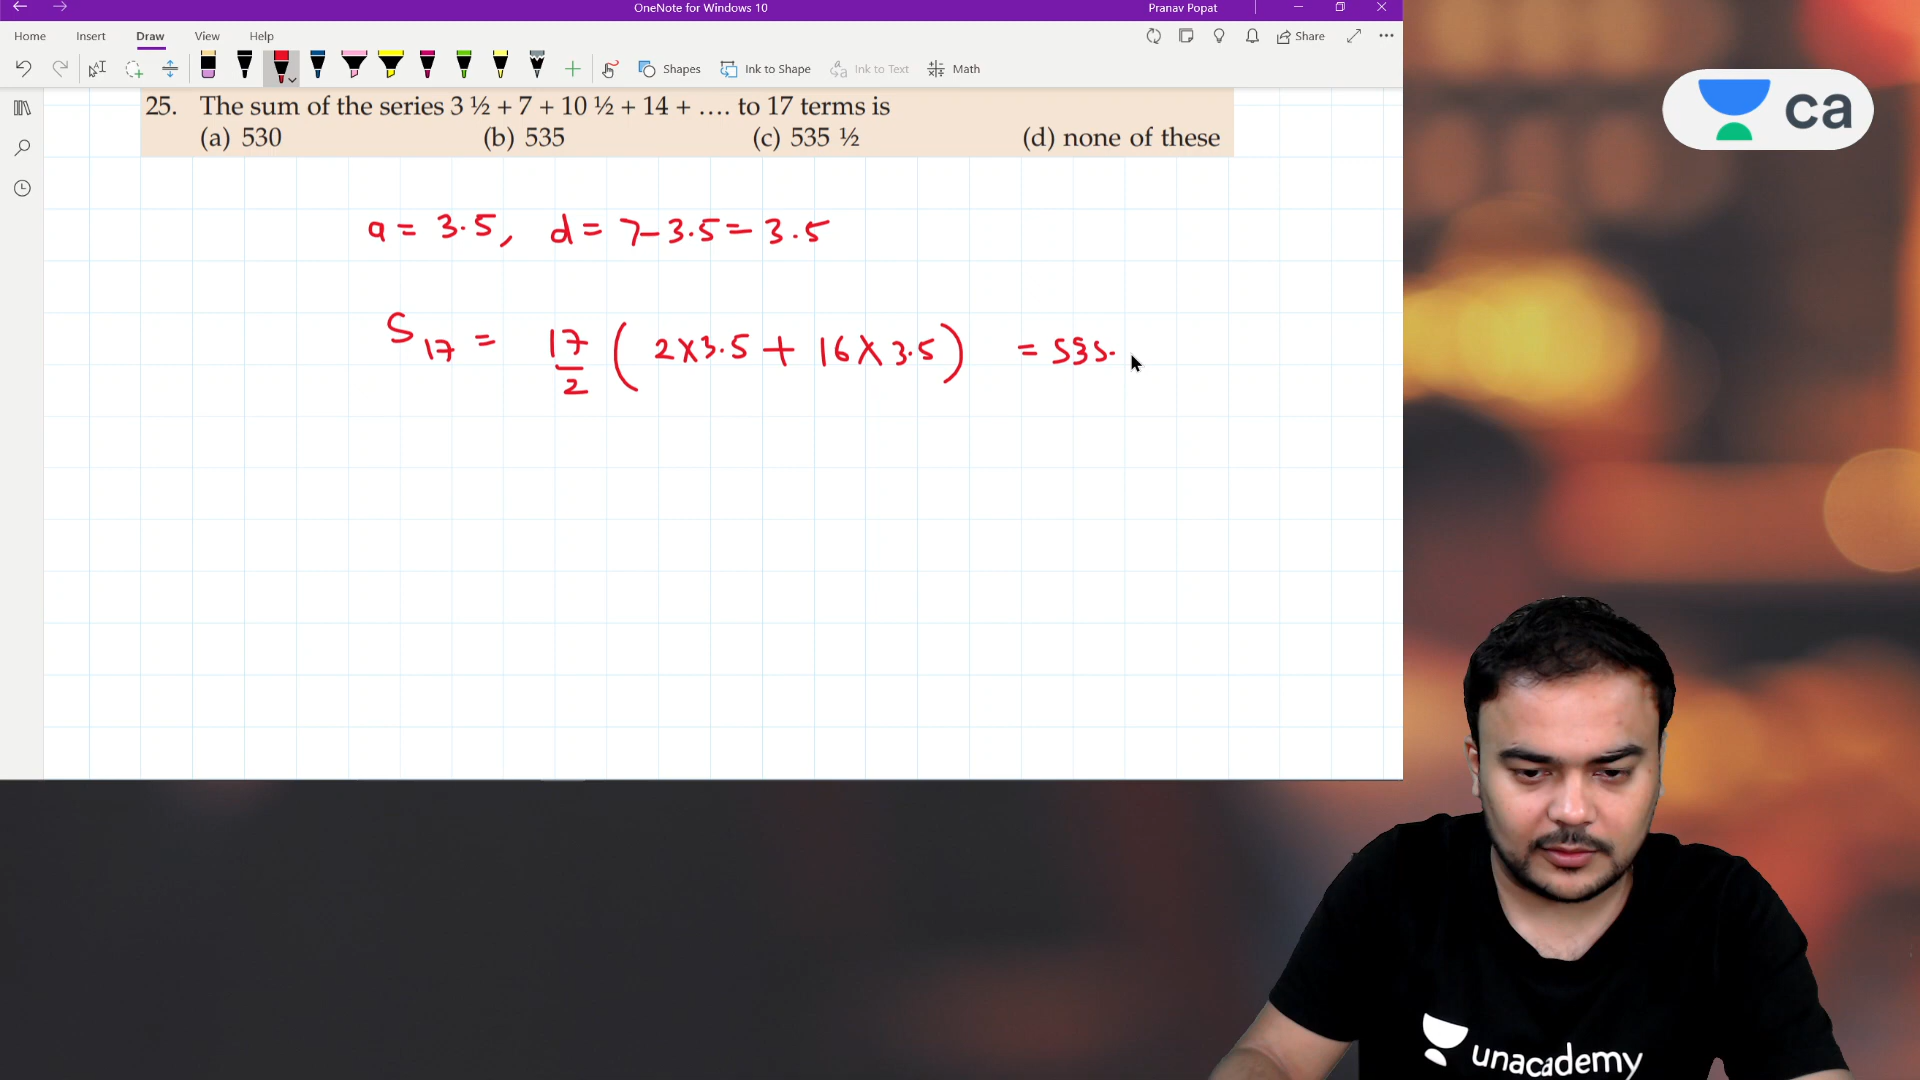 OneNote for Windows 10
Pranav Popat
Home Insert Draw View Help
Share
Shapes Ink to Shape Ink to Text Math
25. The sum of the series 3 ½ + 7 + 10 ½ + 14 + .... to 17 terms is
(a) 530 (b) 535 (c) 535 ½ (d) none of these
a = 3.5, d = 7 - 3.5 = 3.5
S17 = 17/2 ( 2×3.5 + 16×3.5 ) = 535.
ca
unacademy